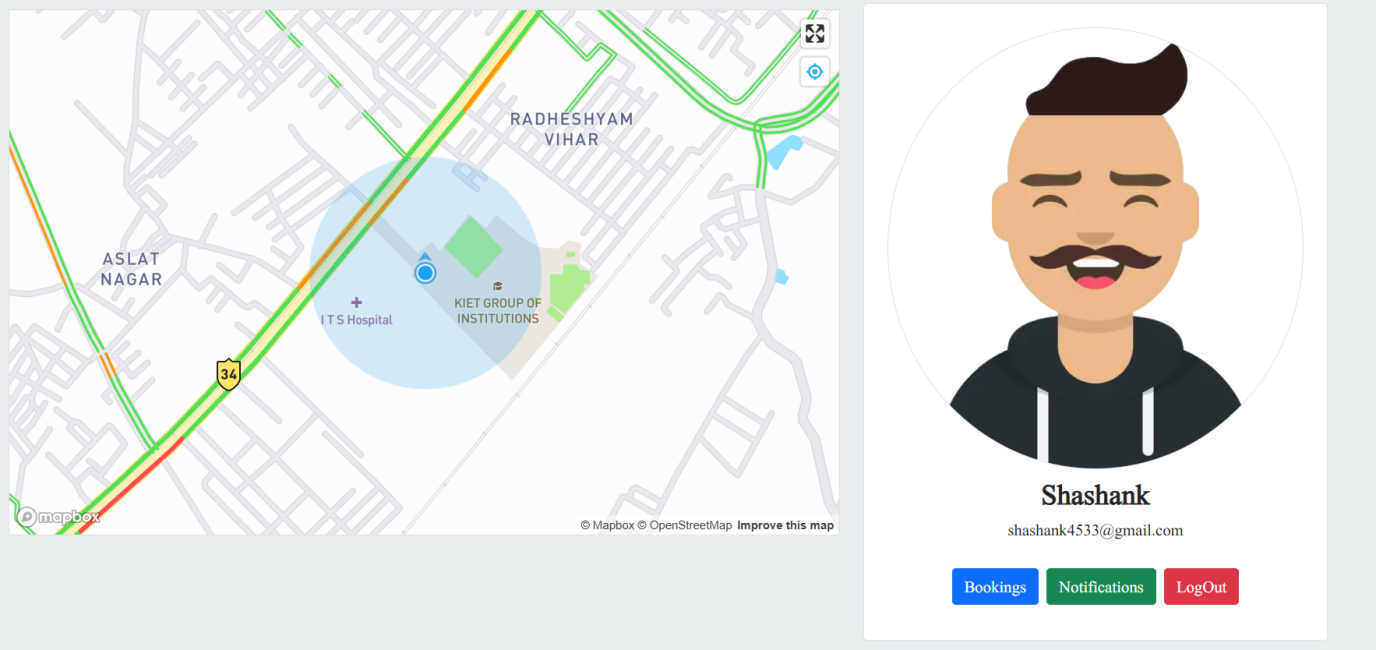 RADHESHYAM
VIHAR
ASLAT
NAGAR
I T S Hospital
KIET GROUP OF
INSTITUTIONS
34
mapbox
© Mapbox © OpenStreetMap Improve this map
Shashank
shashank4533@gmail.com
Bookings Notifications LogOut